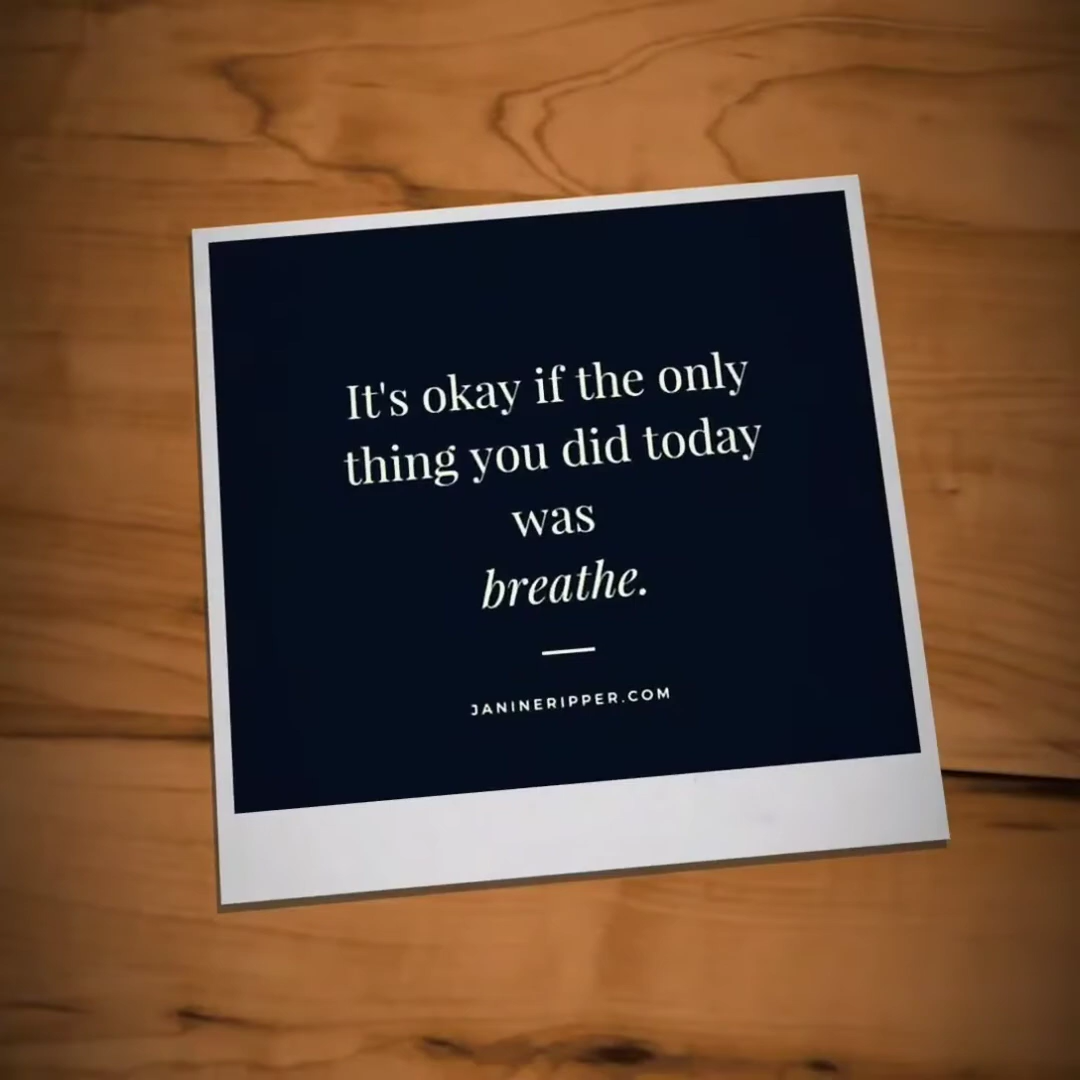 It's okay if the only
thing you did today
was
breathe.
JANINERIPPER.COM